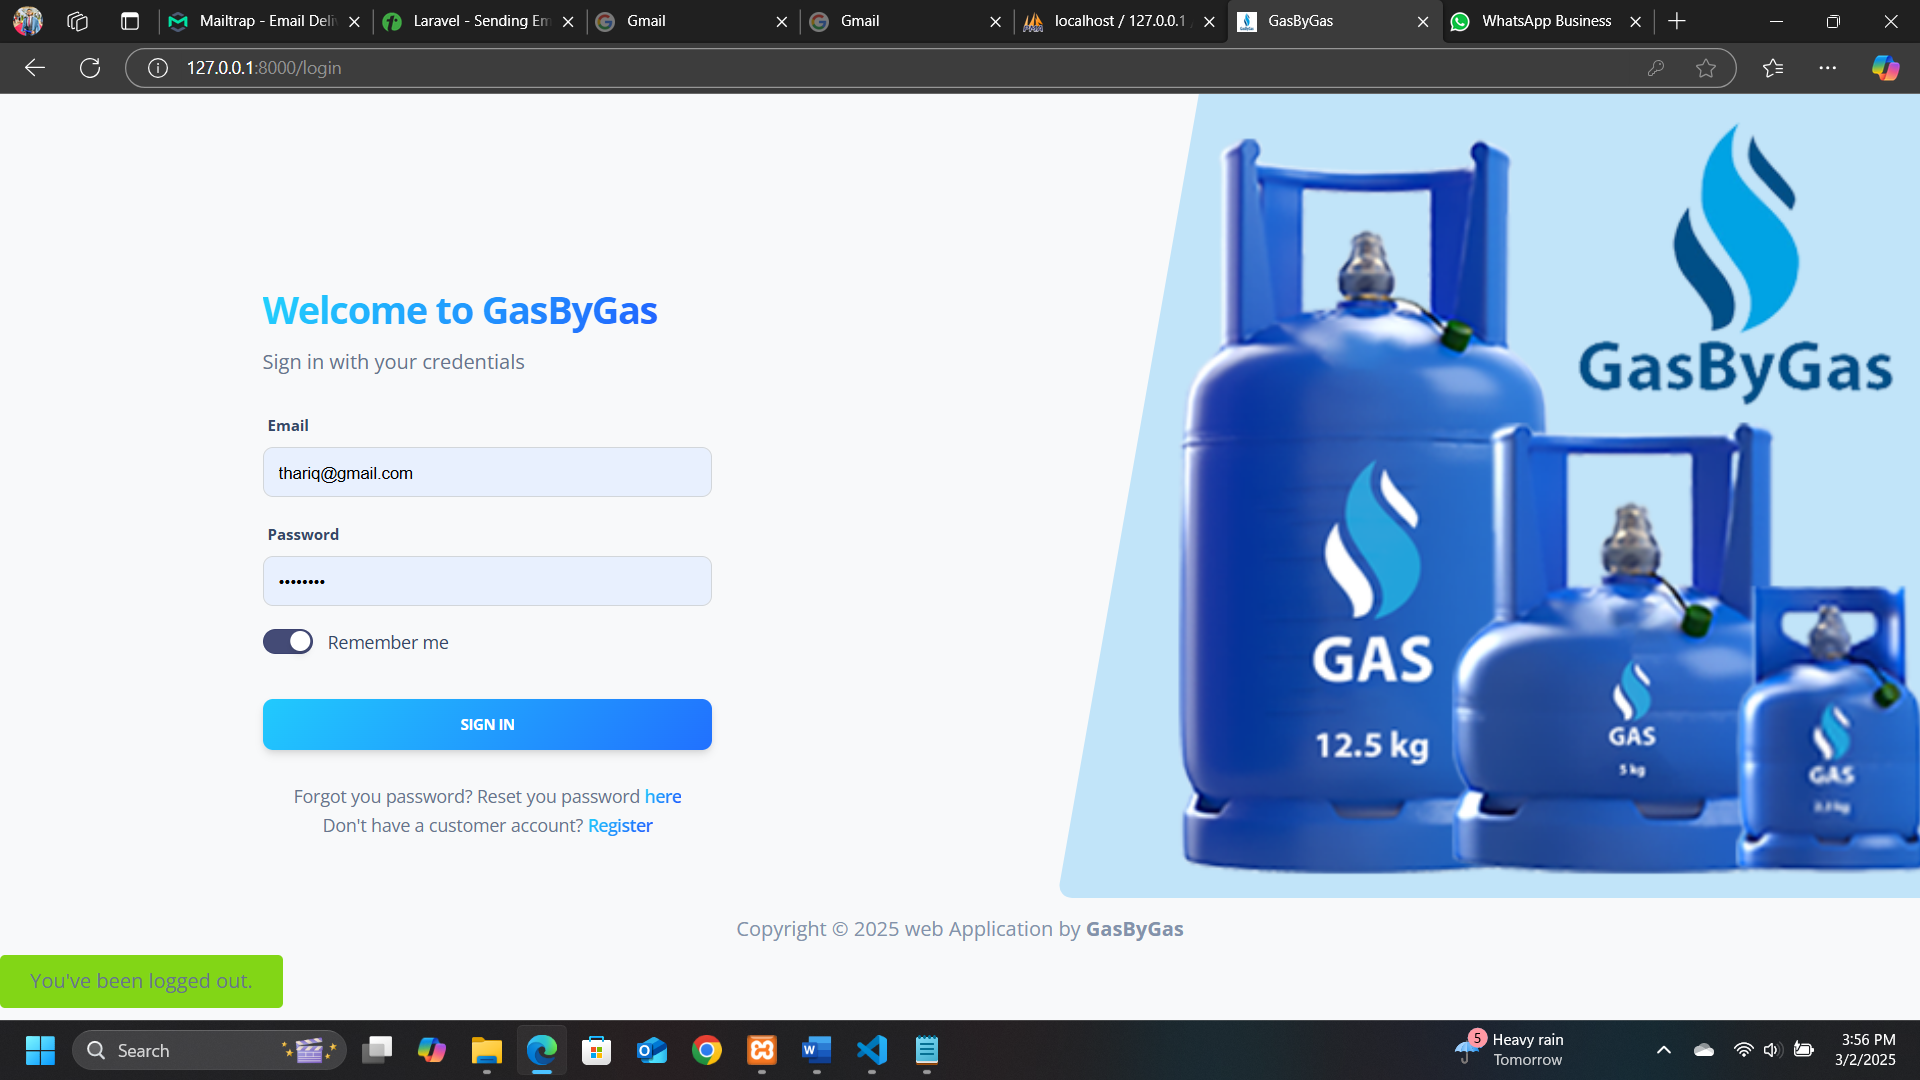 Mailtrap - Email Deli
Laravel - Sending Em
Gmail
Gmail
localhost / 127.0.0.1
GasByGas
WhatsApp Business
127.0.0.1:8000/login
Welcome to GasByGas
Sign in with your credentials
Email
thariq@gmail.com
Password
••••••••
Remember me
SIGN IN
Forgot you password? Reset you password here
Don't have a customer account? Register
GasByGas
GAS
12.5 kg
GAS
5 kg
GAS
Copyright © 2025 web Application by GasByGas
You've been logged out.
Search
5
Heavy rain
Tomorrow
3:56 PM
3/2/2025